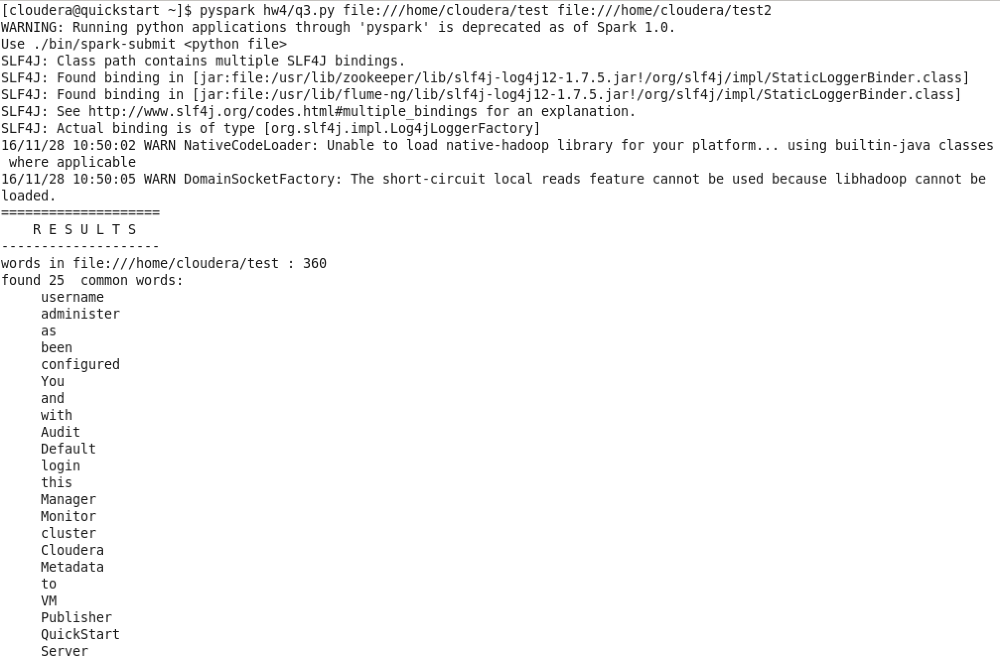 [cloudera@quickstart ~]$ pyspark hw4/q3.py file:///home/cloudera/test file:///home/cloudera/test2
WARNING: Running python applications through 'pyspark' is deprecated as of Spark 1.0.
Use ./bin/spark-submit <python file>
SLF4J: Class path contains multiple SLF4J bindings.
SLF4J: Found binding in [jar:file:/usr/lib/zookeeper/lib/slf4j-log4j12-1.7.5.jar!/org/slf4j/impl/StaticLoggerBinder.class]
SLF4J: Found binding in [jar:file:/usr/lib/flume-ng/lib/slf4j-log4j12-1.7.5.jar!/org/slf4j/impl/StaticLoggerBinder.class]
SLF4J: See http://www.slf4j.org/codes.html#multiple_bindings for an explanation.
SLF4J: Actual binding is of type [org.slf4j.impl.Log4jLoggerFactory]
16/11/28 10:50:02 WARN NativeCodeLoader: Unable to load native-hadoop library for your platform... using builtin-java classes
 where applicable
16/11/28 10:50:05 WARN DomainSocketFactory: The short-circuit local reads feature cannot be used because libhadoop cannot be
loaded.
====================
    R E S U L T S
--------------------
words in file:///home/cloudera/test : 360
found 25  common words:
     username
     administer
     as
     been
     configured
     You
     and
     with
     Audit
     Default
     login
     this
     Manager
     Monitor
     cluster
     Cloudera
     Metadata
     to
     VM
     Publisher
     QuickStart
     Server